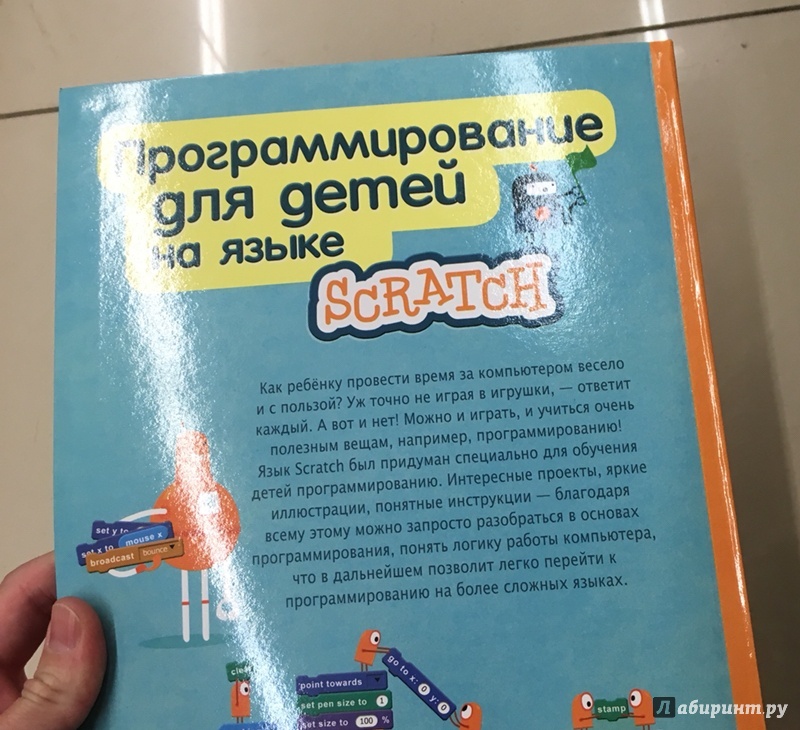 Программирование
для детей
на языке
SCRATCH
Как ребёнку провести время за компьютером весело
и с пользой? Уж точно не играя в игрушки, — ответит
каждый. А вот и нет! Можно и играть, и учиться очень
полезным вещам, например, программированию!
Язык Scratch был придуман специально для обучения
детей программированию. Интересные проекты, яркие
иллюстрации, понятные инструкции — благодаря
всему этому можно запросто разобраться в основах
программирования, понять логику работы компьютера,
что в дальнейшем позволит легко перейти к
программированию на более сложных языках.
set y to
set x to mouse x
broadcast bounce
point towards
go to x: 0 y: 0
set pen size to 1
set size to 100 %
stamp
Лабиринт.ру